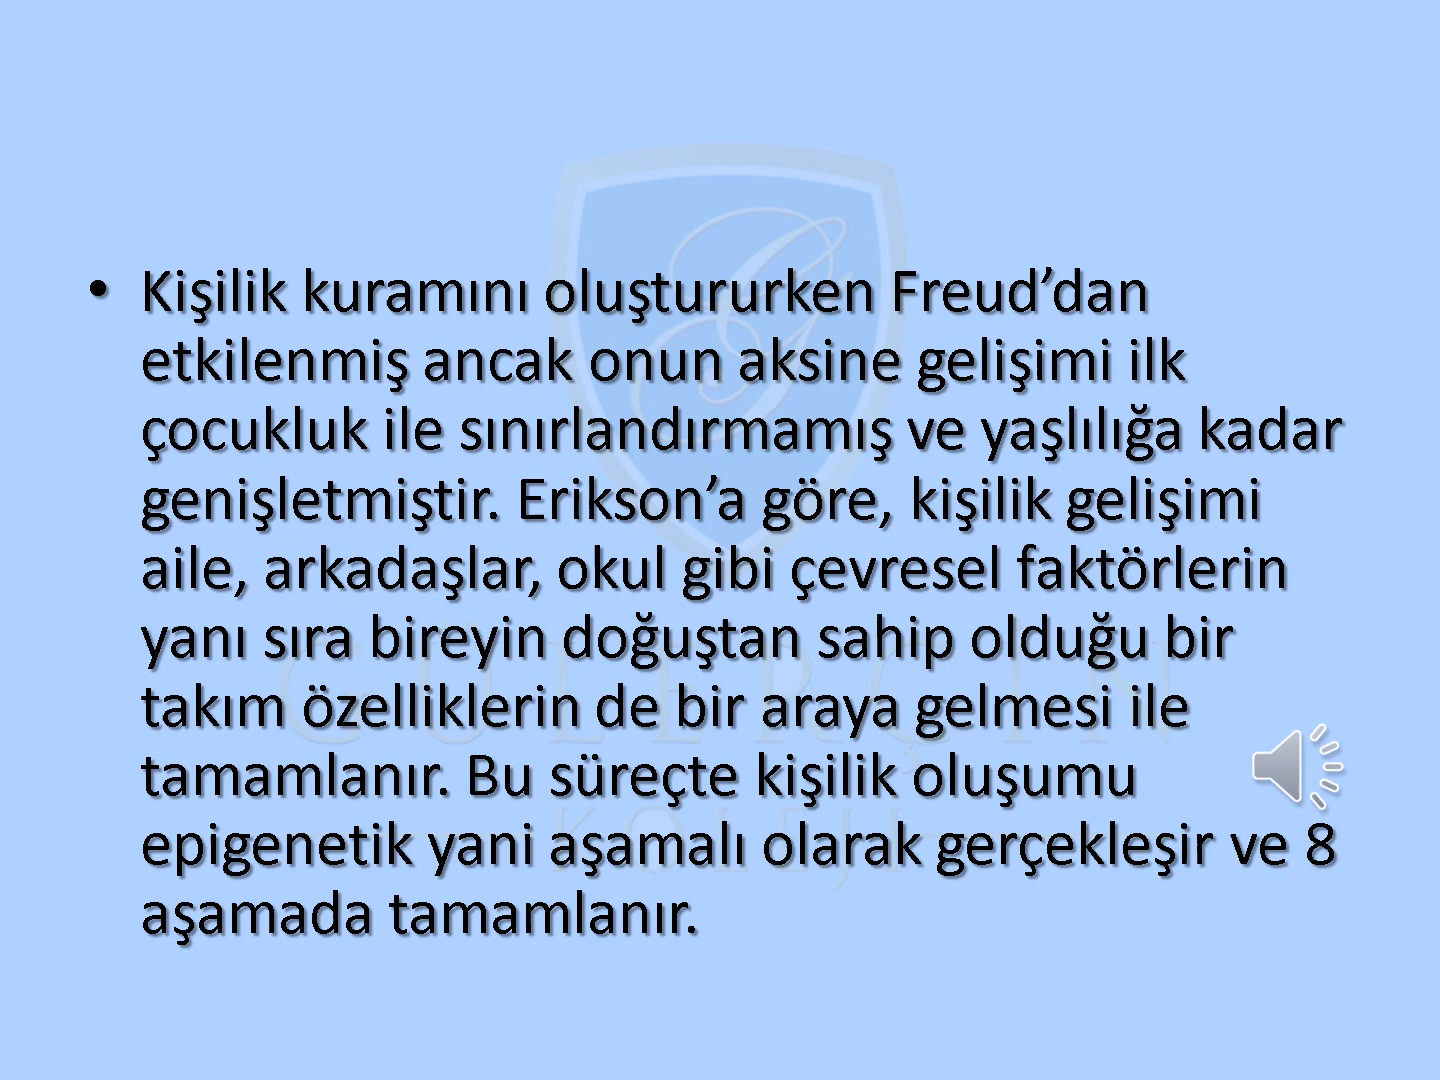 • Kişilik kuramını oluştururken Freud’dan
etkilenmiş ancak onun aksine gelişimi ilk
çocukluk ile sınırlandırmamış ve yaşlılığa kadar
genişletmiştir. Erikson’a göre, kişilik gelişimi
aile, arkadaşlar, okul gibi çevresel faktörlerin
yanı sıra bireyin doğuştan sahip olduğu bir
takım özelliklerin de bir araya gelmesi ile
tamamlanır. Bu süreçte kişilik oluşumu
epigenetik yani aşamalı olarak gerçekleşir ve 8
aşamada tamamlanır.